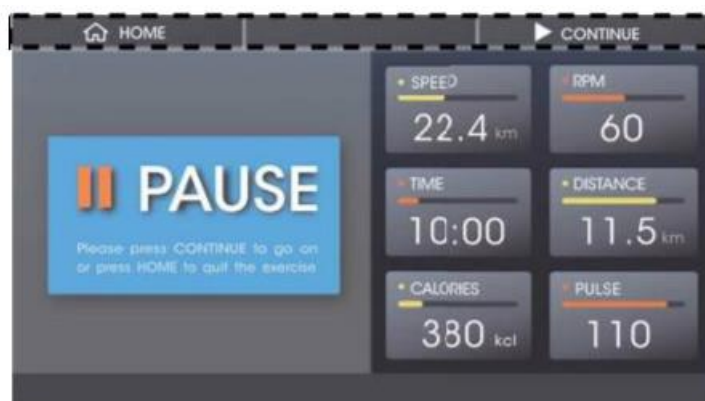 HOME
CONTINUE
PAUSE
Please press CONTINUE to go on
or press HOME to quit the exercise
SPEED
22.4 km
RPM
60
TIME
10:00
DISTANCE
11.5 km
CALORIES
380 kcl
PULSE
110